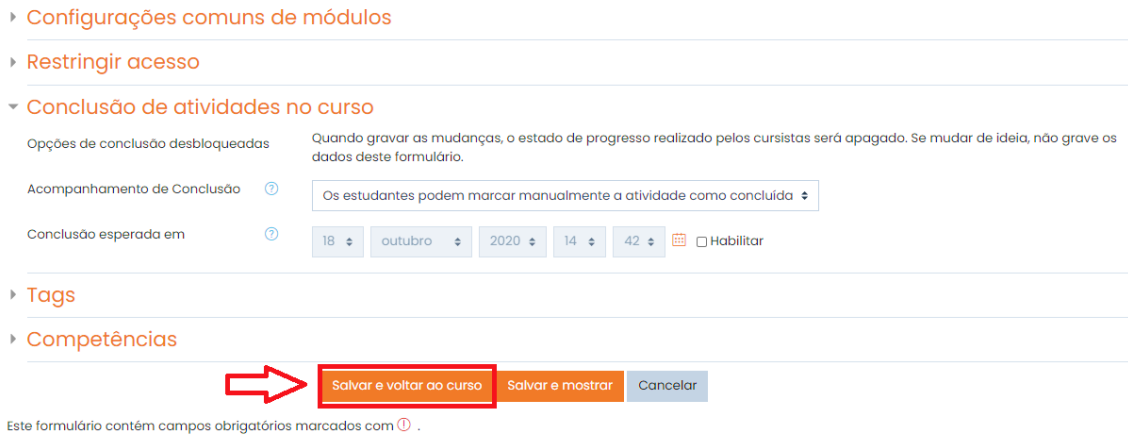 Configurações comuns de módulos
Restringir acesso
Conclusão de atividades no curso
Opções de conclusão desbloqueadas
Quando gravar as mudanças, o estado de progresso realizado pelos cursistas será apagado. Se mudar de ideia, não grave os
dados deste formulário.
Acompanhamento de Conclusão
Os estudantes podem marcar manualmente a atividade como concluída
Conclusão esperada em
18 outubro 2020 14 42 Habilitar
Tags
Competências
Salvar e voltar ao curso Salvar e mostrar Cancelar
Este formulário contém campos obrigatórios marcados com .